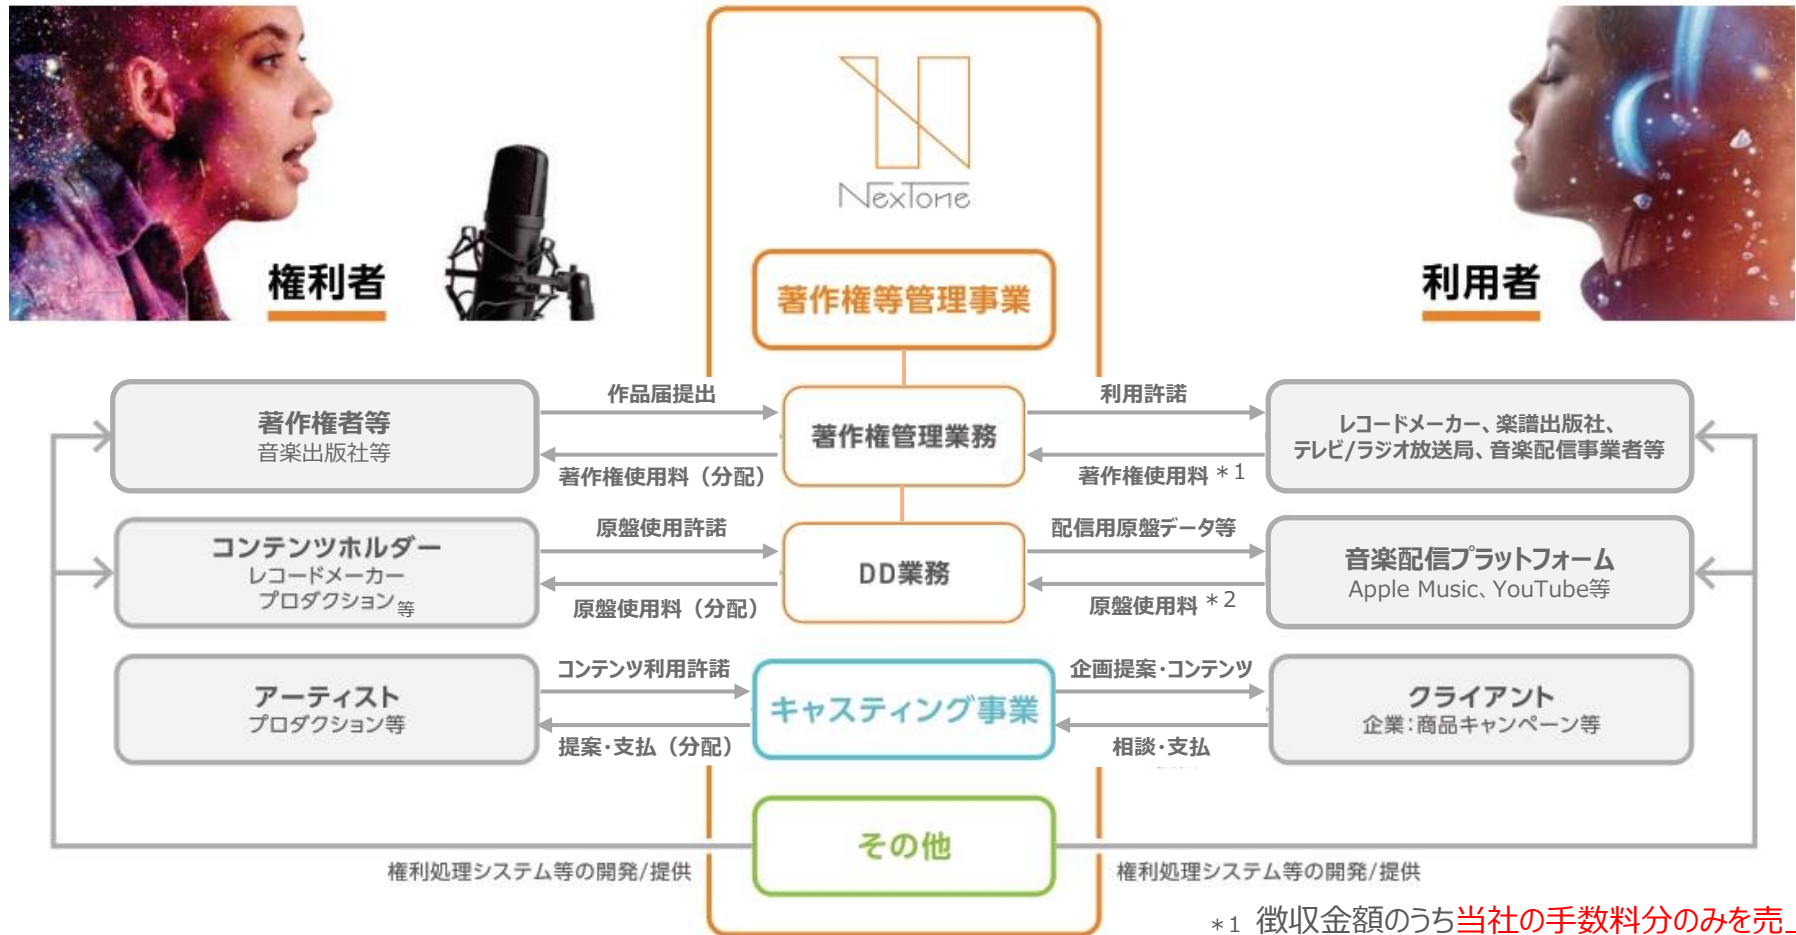 NexTone
権利者
利用者
著作権等管理事業
作品届提出
利用許諾
著作権者等
音楽出版社等
著作権管理業務
レコードメーカー、楽譜出版社、
テレビ/ラジオ放送局、音楽配信事業者等
著作権使用料（分配）
著作権使用料 *1
原盤使用許諾
配信用原盤データ等
コンテンツホルダー
レコードメーカー
プロダクション等
DD業務
音楽配信プラットフォーム
Apple Music、YouTube等
原盤使用料（分配）
原盤使用料 *2
コンテンツ利用許諾
企画提案・コンテンツ
アーティスト
プロダクション等
キャスティング事業
クライアント
企業：商品キャンペーン等
提案・支払（分配）
相談・支払
その他
権利処理システム等の開発/提供
権利処理システム等の開発/提供
*1 徴収金額のうち当社の手数料分のみを売上